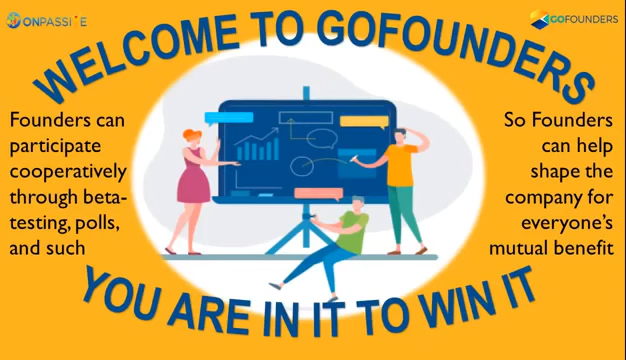 ONPASSIVE
GOFOUNDERS
WELCOME TO GOFOUNDERS
Founders can
participate
cooperatively
through beta-
testing, polls,
and such
So Founders
can help
shape the
company for
everyone's
mutual benefit
YOU ARE IN IT TO WIN IT